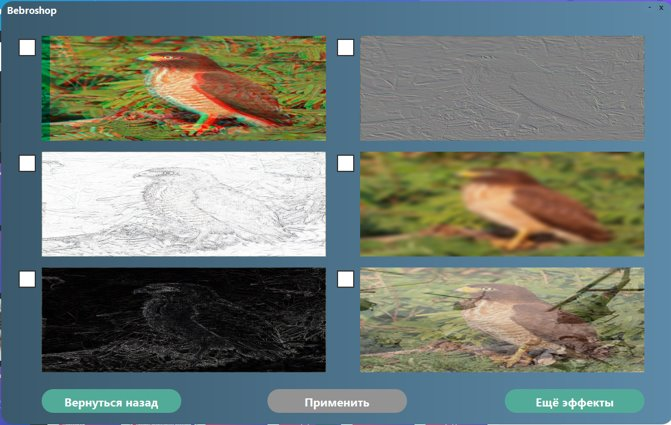 Bebroshop
Вернуться назад
Применить
Ещё эффекты